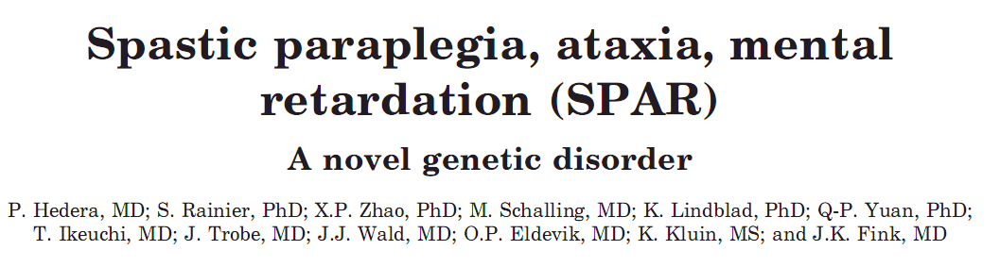 Spastic paraplegia, ataxia, mental
retardation (SPAR)
A novel genetic disorder
P. Hedera, MD; S. Rainier, PhD; X.P. Zhao, PhD; M. Schalling, MD; K. Lindblad, PhD; Q-P. Yuan, PhD;
T. Ikeuchi, MD; J. Trobe, MD; J.J. Wald, MD; O.P. Eldevik, MD; K. Kluin, MS; and J.K. Fink, MD